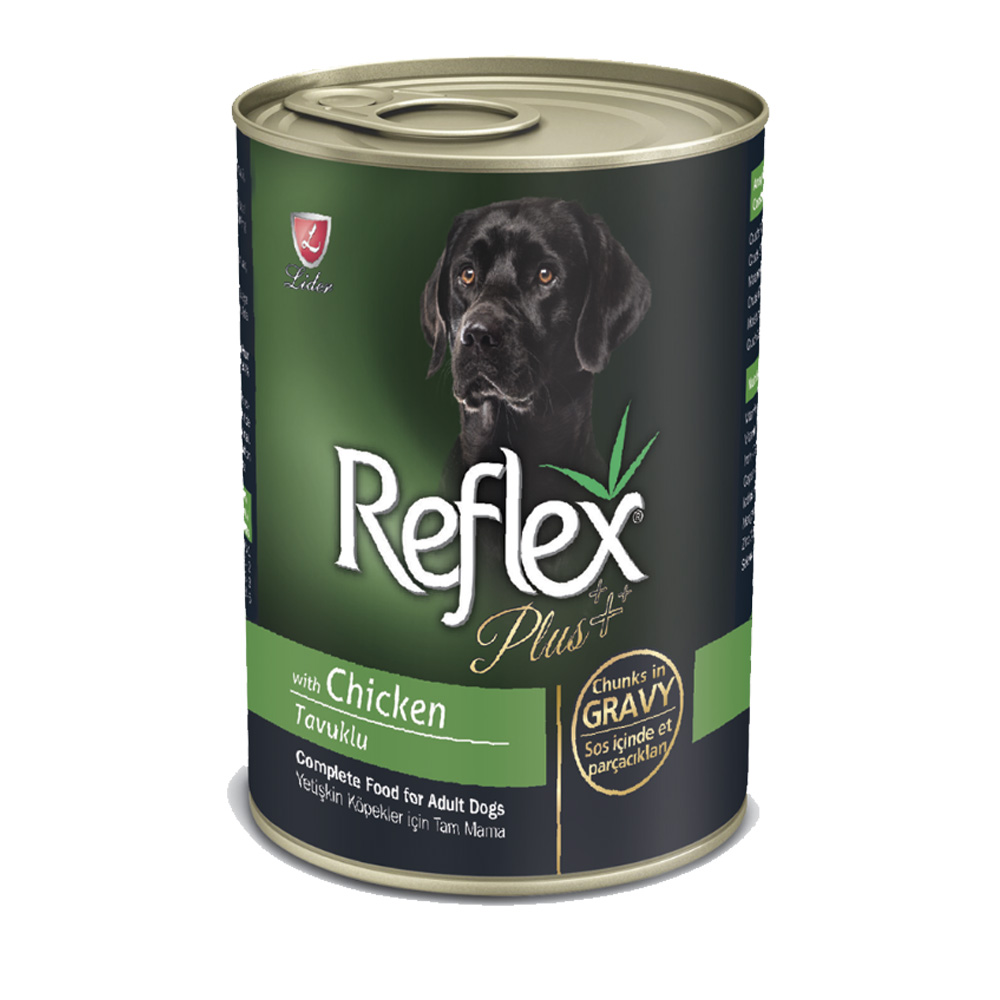 L
Lider
Reflex®
Plus
with Chicken
Tavuklu
Complete Food for Adult Dogs
Yetişkin Köpekler için Tam Mama
Chunks in
GRAVY
Sos içinde et
parçacıkları